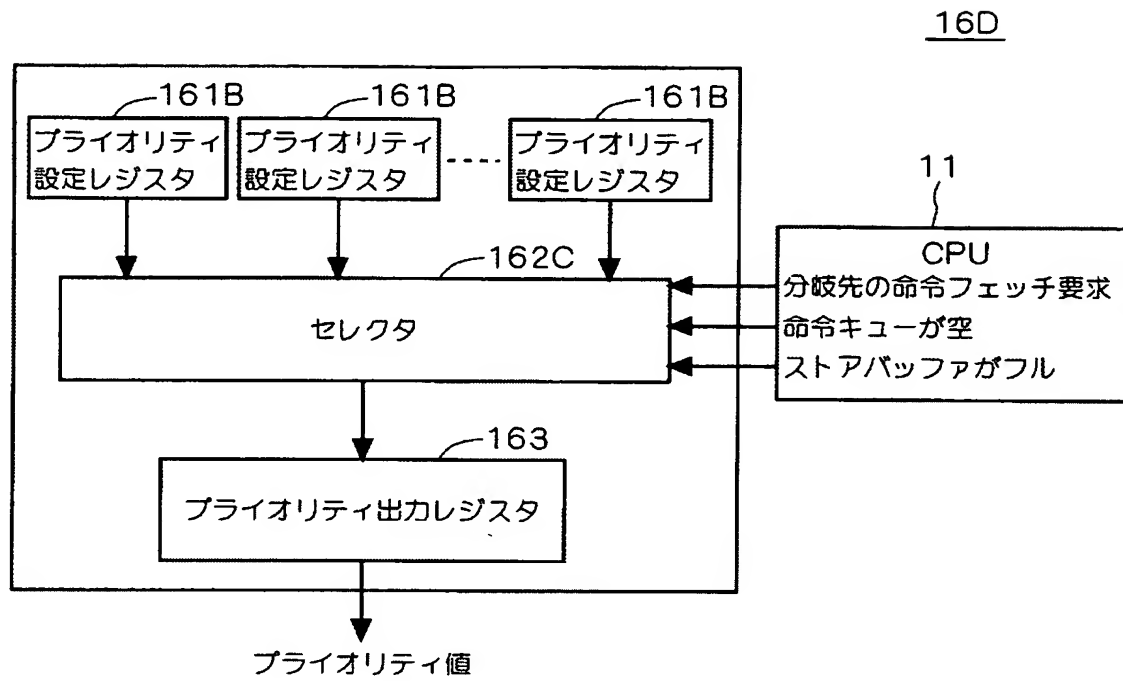 16D
161B
161B
161B
プライオリティ
設定レジスタ
プライオリティ
設定レジスタ
プライオリティ
設定レジスタ
11
CPU
分岐先の命令フェッチ要求
命令キューが空
ストアバッファがフル
162C
セレクタ
163
プライオリティ出力レジスタ
プライオリティ値